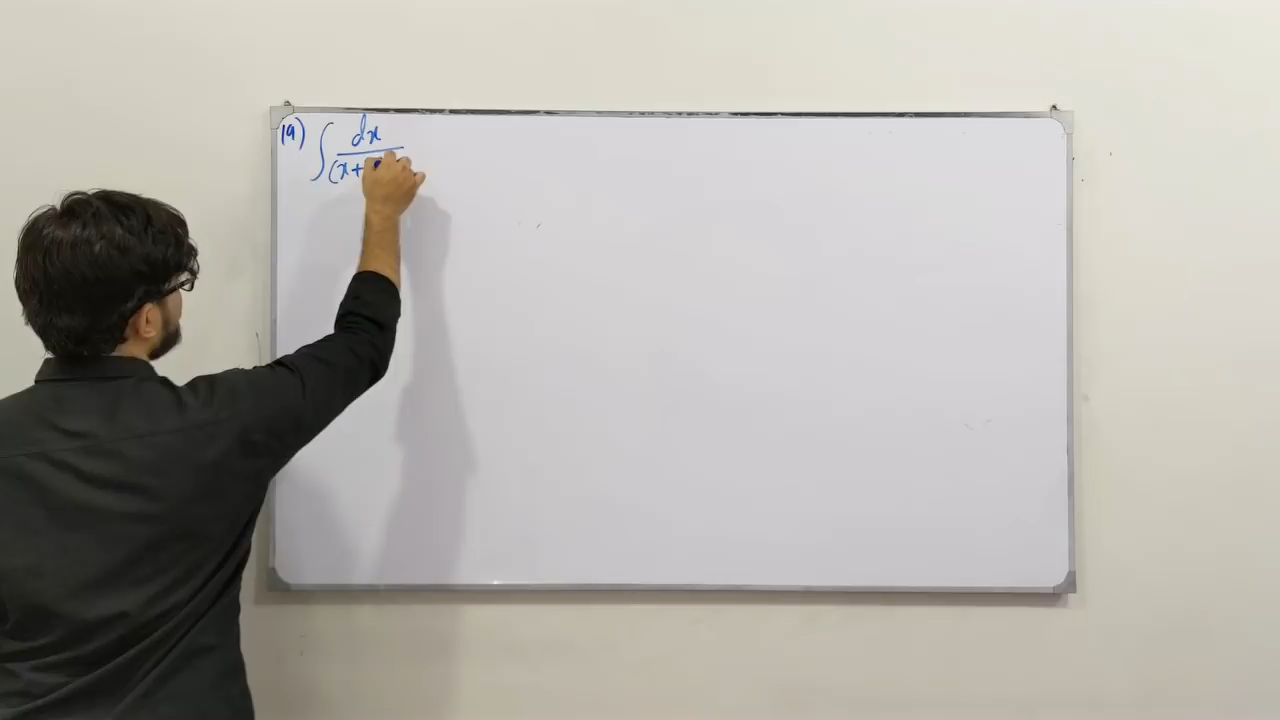 19) ∫ dx
(x+